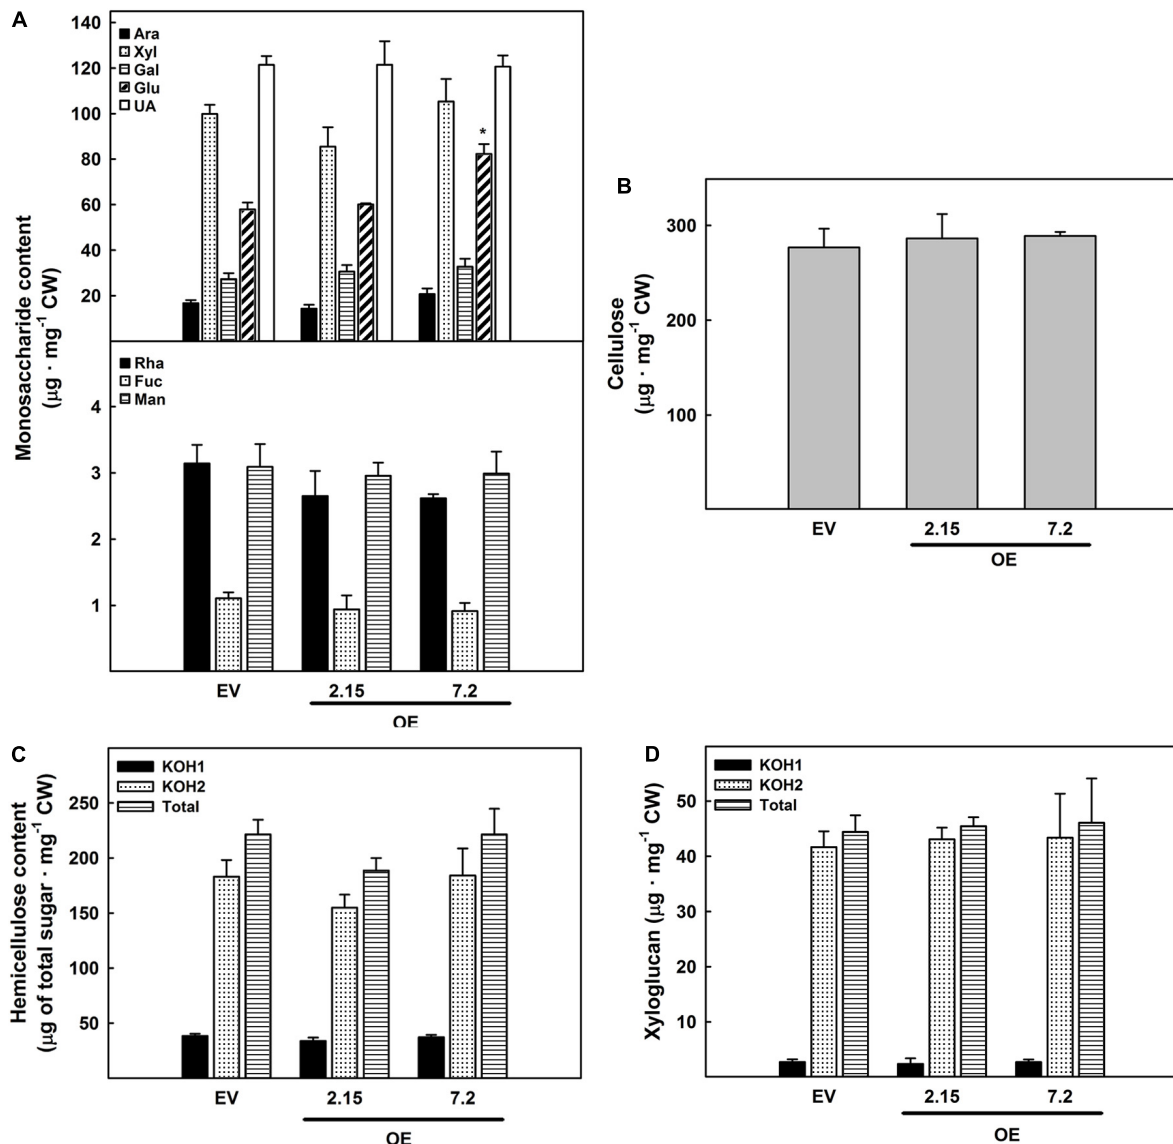 A
Monosaccharide content
(µg · mg-1 CW)
140
120
100
80
60
40
20
Ara
Xyl
Gal
Glu
UA
*
4
3
2
1
Rha
Fuc
Man
EV
2.15
7.2
OE
B
Cellulose
(µg · mg-1 CW)
300
200
100
EV
2.15
7.2
OE
C
Hemicellulose content
(µg of total sugar · mg-1 CW)
250
200
150
100
50
KOH1
KOH2
Total
EV
2.15
7.2
OE
D
Xyloglucan (µg · mg-1 CW)
50
40
30
20
10
KOH1
KOH2
Total
EV
2.15
7.2
OE